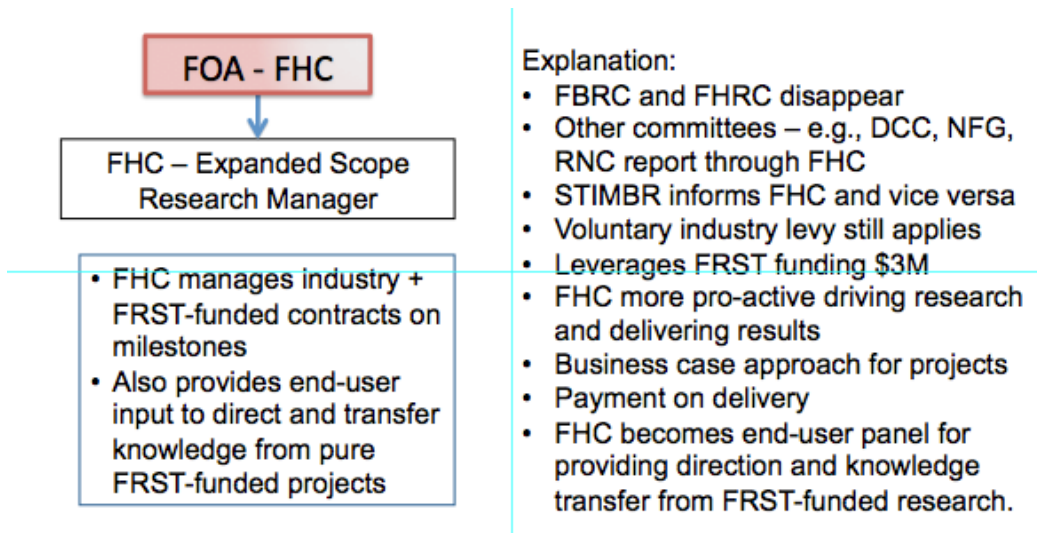 FOA - FHC
FHC – Expanded Scope
Research Manager
• FHC manages industry +
FRST-funded contracts on
milestones
• Also provides end-user
input to direct and transfer
knowledge from pure
FRST-funded projects
Explanation:
• FBRC and FHRC disappear
• Other committees – e.g., DCC, NFG,
RNC report through FHC
• STIMBR informs FHC and vice versa
• Voluntary industry levy still applies
• Leverages FRST funding $3M
• FHC more pro-active driving research
and delivering results
• Business case approach for projects
• Payment on delivery
• FHC becomes end-user panel for
providing direction and knowledge
transfer from FRST-funded research.